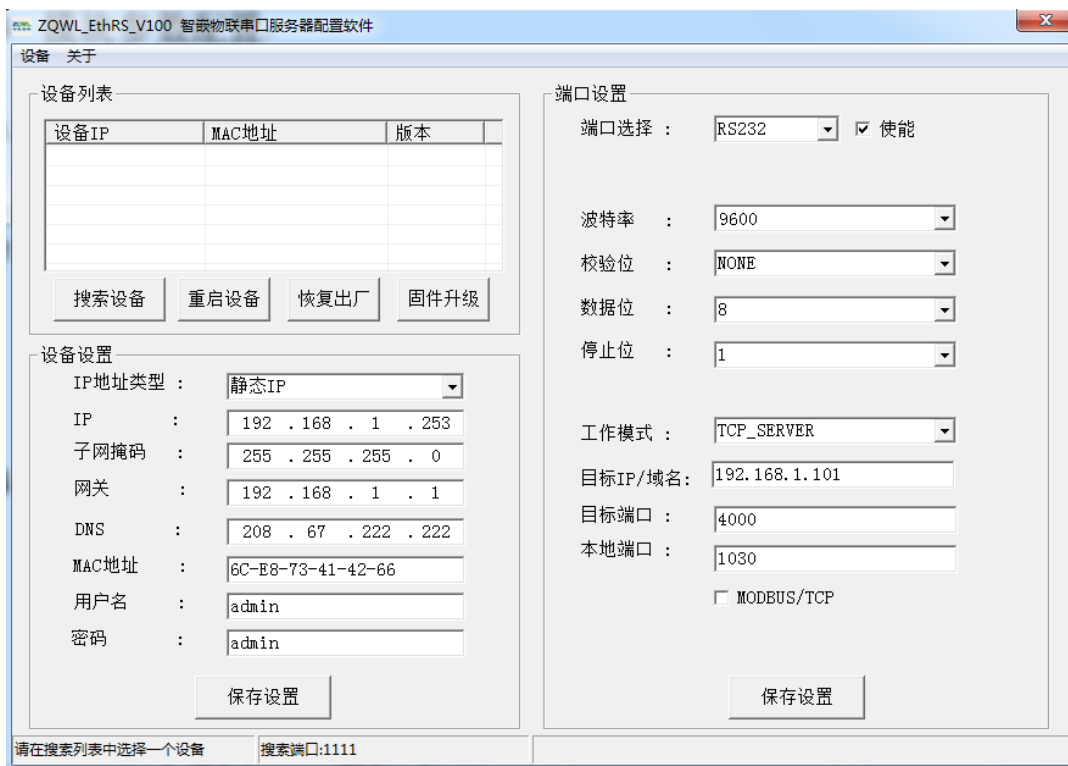 ZQWL_EthRS_V100 智嵌物联串口服务器配置软件
设备 关于
设备列表
设备IP MAC地址 版本
搜索设备 重启设备 恢复出厂 固件升级
设备设置
IP地址类型 : 静态IP
IP : 192 . 168 . 1 . 253
子网掩码 : 255 . 255 . 255 . 0
网关 : 192 . 168 . 1 . 1
DNS : 208 . 67 . 222 . 222
MAC地址 : 6C-E8-73-41-42-66
用户名 : admin
密码 : admin
保存设置
端口设置
端口选择 : RS232 使能
波特率 : 9600
校验位 : NONE
数据位 : 8
停止位 : 1
工作模式 : TCP_SERVER
目标IP/域名: 192.168.1.101
目标端口 : 4000
本地端口 : 1030
MODBUS/TCP
保存设置
请在搜索列表中选择一个设备 搜索端口:1111